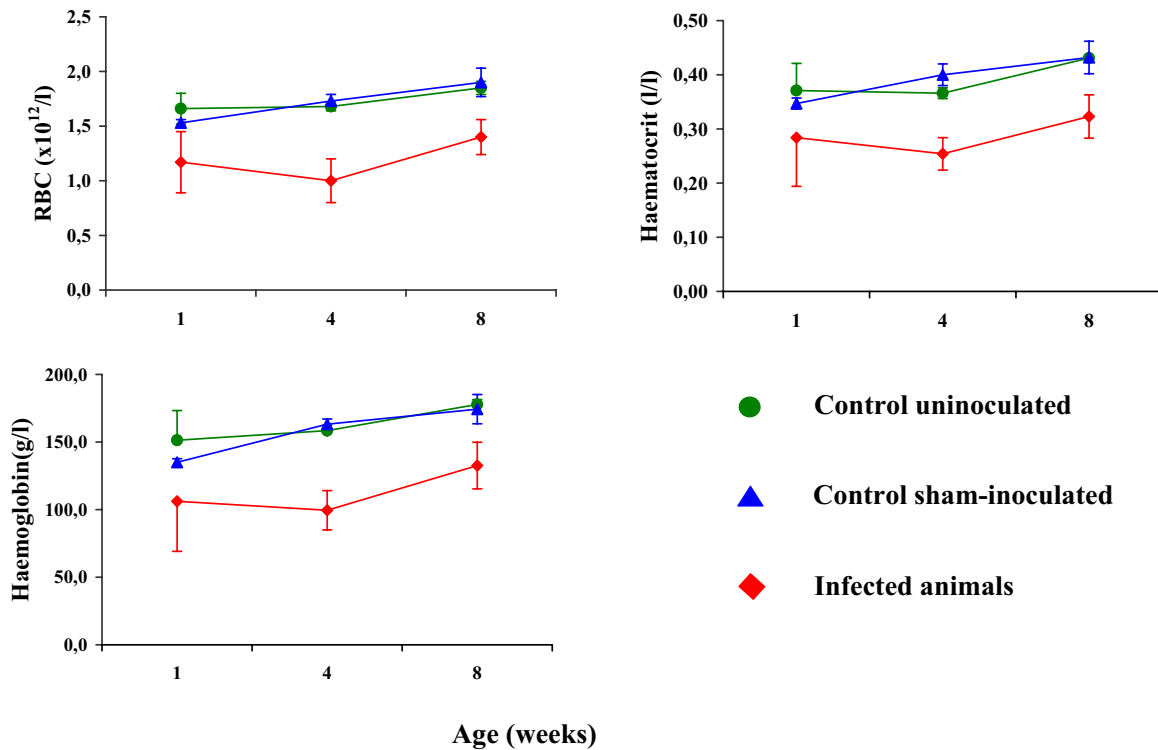 2,5
2,0
1,5
1,0
0,5
0,0
RBC (x10¹²/l)
1 4 8
0,50
0,40
0,30
0,20
0,10
0,00
Haematocrit (l/l)
1 4 8
200,0
150,0
100,0
50,0
0,0
Haemoglobin(g/l)
1 4 8
Control uninoculated
Control sham-inoculated
Infected animals
Age (weeks)